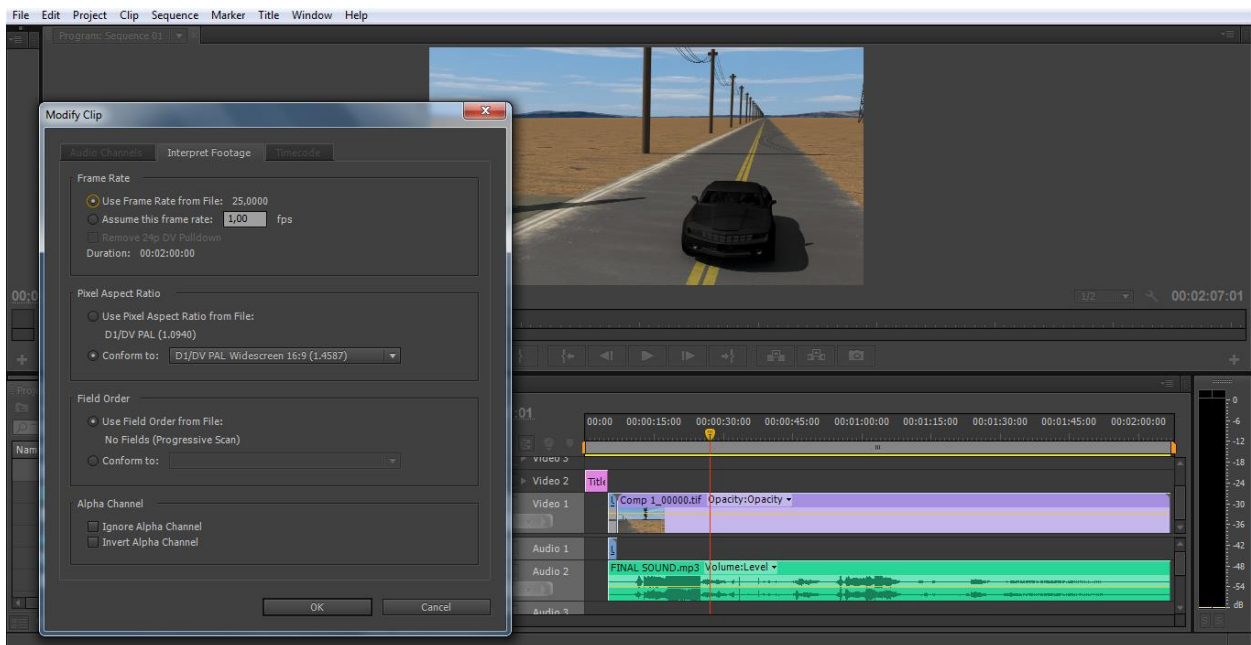 File Edit Project Clip Sequence Marker Title Window Help
Program: Sequence 01
Modify Clip
Audio Channels Interpret Footage Timecode
Frame Rate
Use Frame Rate from File: 25,0000
Assume this frame rate: 1,00 fps
Remove 24p DV Pulldown
Duration: 00:02:00:00
Pixel Aspect Ratio
Use Pixel Aspect Ratio from File:
D1/DV PAL (1.0940)
Conform to: D1/DV PAL Widescreen 16:9 (1.4587)
Field Order
Use Field Order from File:
No Fields (Progressive Scan)
Conform to:
Alpha Channel
Ignore Alpha Channel
Invert Alpha Channel
OK Cancel
00;0
1/2 00:02:07:01
Proj
Nam
:01
00:00 00:00:15:00 00:00:30:00 00:00:45:00 00:01:00:00 00:01:15:00 00:01:30:00 00:01:45:00 00:02:00:00
Video 3
Video 2 Title
Video 1 Comp 1_00000.tif Opacity:Opacity
Audio 1
Audio 2 FINAL SOUND.mp3 Volume:Level
Audio 3
0
-6
-12
-18
-24
-30
-36
-42
-48
-54
dB
S S